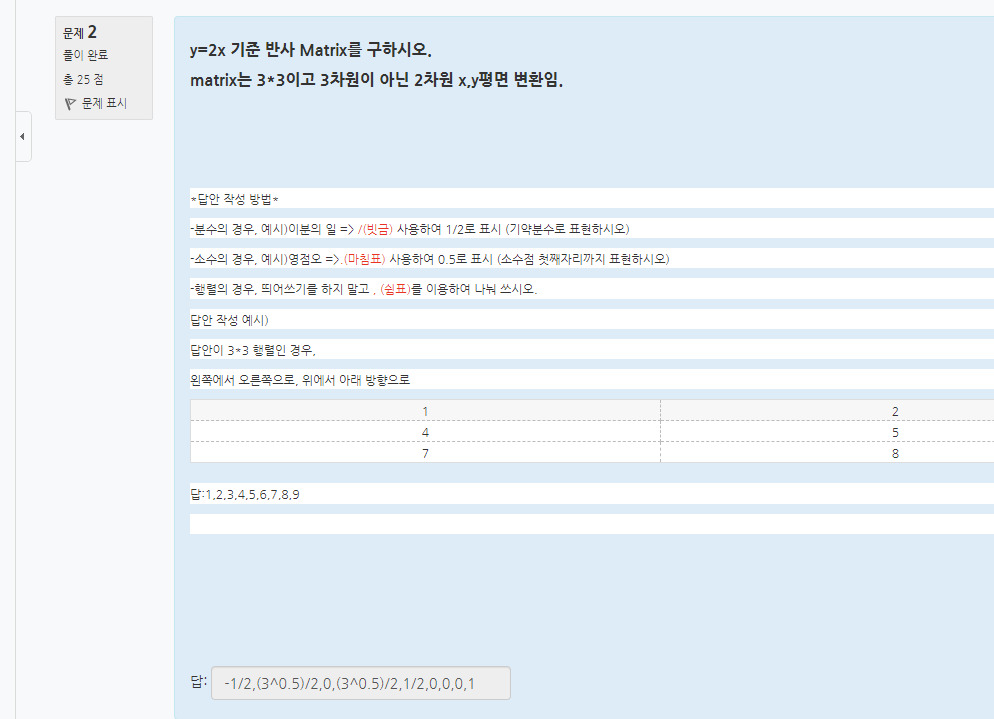 문제 2
풀이 완료
총 25 점
문제 표시
y=2x 기준 반사 Matrix를 구하시오.
matrix는 3*3이고 3차원이 아닌 2차원 x,y평면 변환임.
*답안 작성 방법*
-분수의 경우, 예시)이분의 일 => /(빗금) 사용하여 1/2로 표시 (기약분수로 표현하시오)
-소수의 경우, 예시)영점오 =>.(마침표) 사용하여 0.5로 표시 (소수점 첫째자리까지 표현하시오)
-행렬의 경우, 띄어쓰기를 하지 말고 , (쉼표)를 이용하여 나눠 쓰시오.
답안 작성 예시)
답안이 3*3 행렬인 경우,
왼쪽에서 오른쪽으로, 위에서 아래 방향으로
1 2
4 5
7 8
답:1,2,3,4,5,6,7,8,9
답: -1/2,(3^0.5)/2,0,(3^0.5)/2,1/2,0,0,0,1